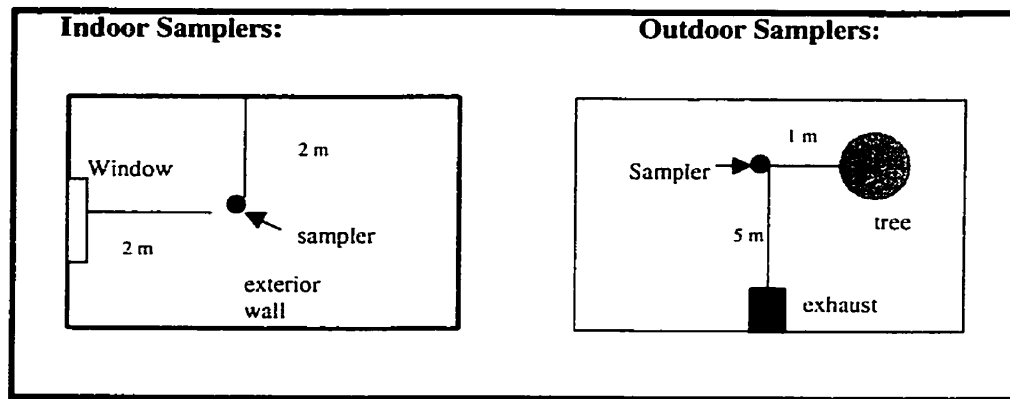 Indoor Samplers:
Outdoor Samplers:
Window
2 m
2 m
sampler
exterior
wall
1 m
Sampler
tree
5 m
exhaust